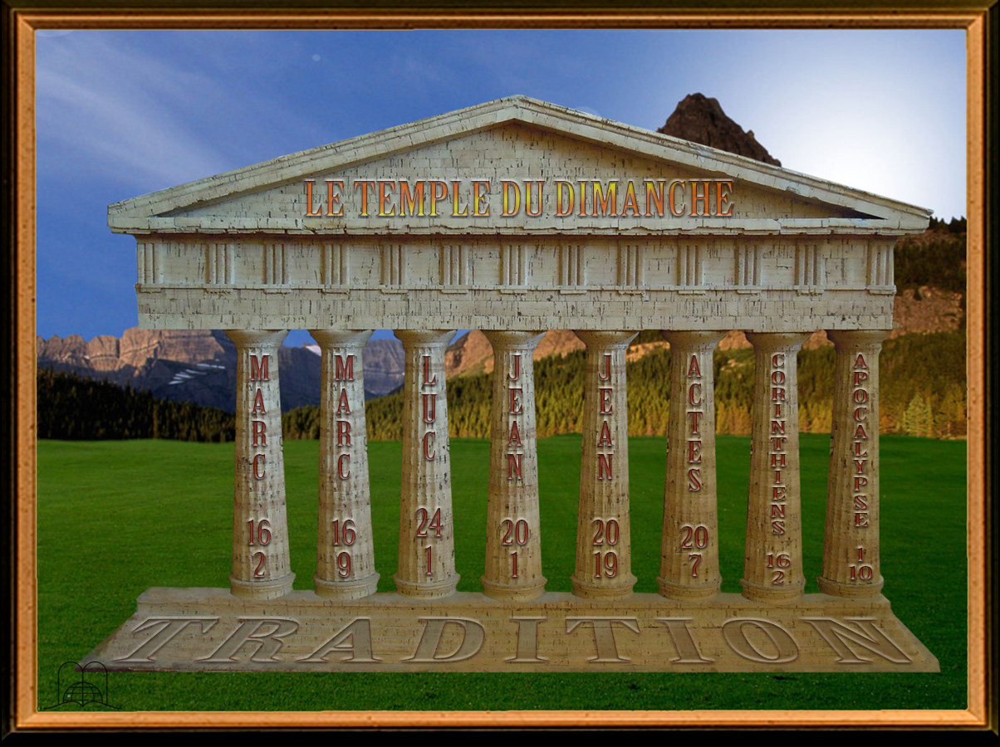 LE TEMPLE DU DIMANCHE
MARC 16 2
MARC 16 9
LUC 24 1
JEAN 20 1
JEAN 20 19
ACTES 20 7
CORINTHIENS 16 2
APOCALYPSE 1 10
TRADITION